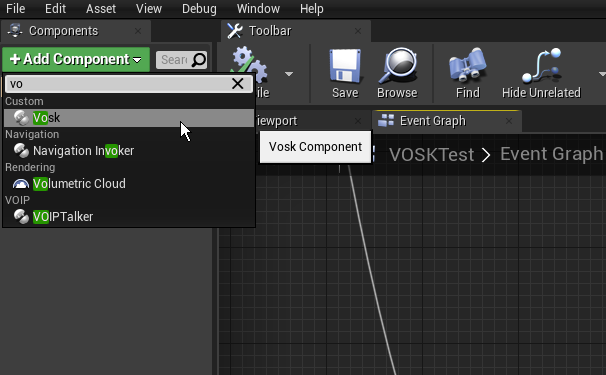 File Edit Asset View Debug Window Help
Components
Toolbar
+Add Component
Searc
Save
Browse
Find
Hide Unrelated
vo
Custom
Vosk
Navigation
Navigation Invoker
Rendering
Volumetric Cloud
VOIP
VOIPTalker
iewport
Event Graph
Vosk Component
VOSKTest > Event Graph